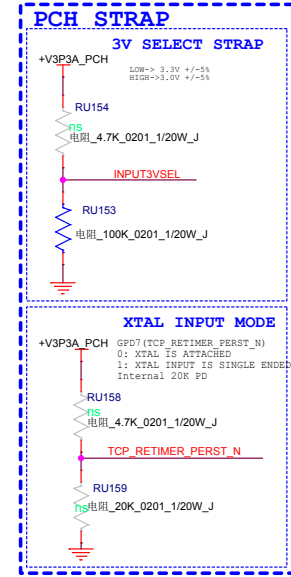 PCH STRAP
3V SELECT STRAP
+V3P3A_PCH
LOW-> 3.3V +/-5%
HIGH->3.0V +/-5%
RU154
ns
电阻_4.7K_0201_1/20W_J
INPUT3VSEL
RU153
电阻_100K_0201_1/20W_J
XTAL INPUT MODE
+V3P3A_PCH
GPD7(TCP_RETIMER_PERST_N)
0: XTAL IS ATTACHED
1: XTAL INPUT IS SINGLE ENDED
Internal 20K PD
RU158
ns
电阻_4.7K_0201_1/20W_J
TCP_RETIMER_PERST_N
RU159
ns电阻_20K_0201_1/20W_J